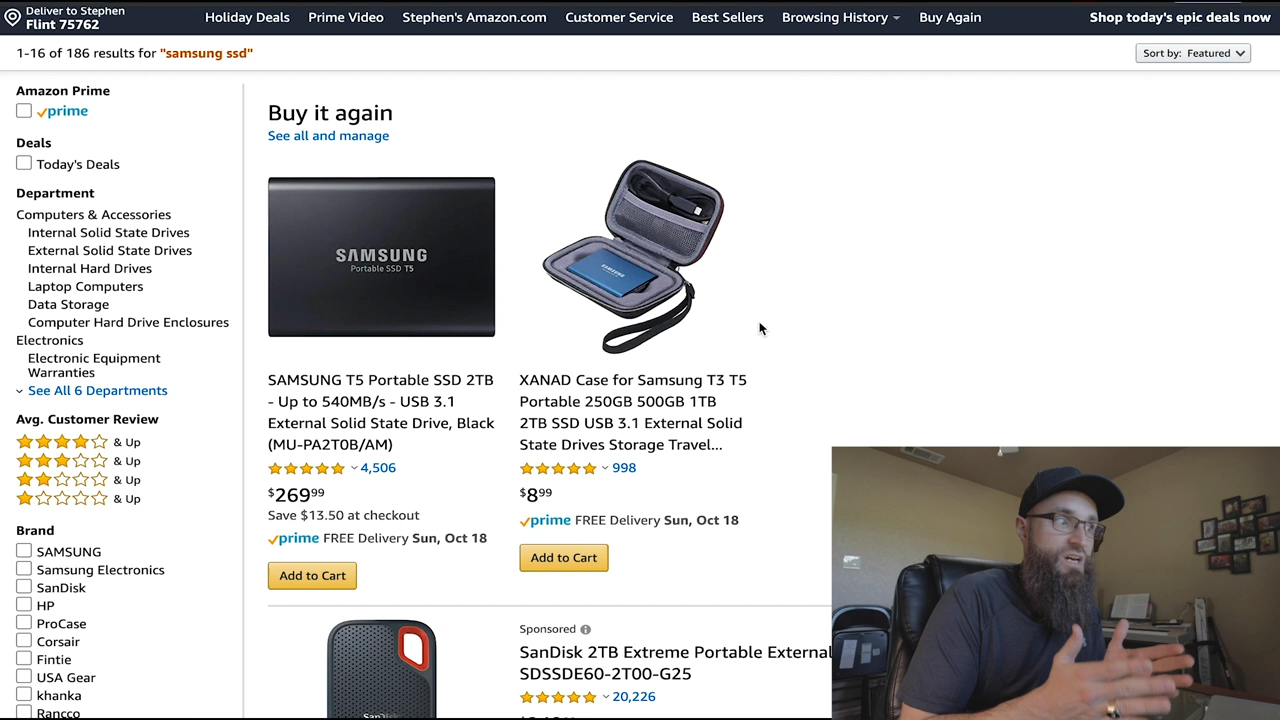 Deliver to Stephen
Flint 75762
Holiday Deals Prime Video Stephen's Amazon.com Customer Service Best Sellers Browsing History Buy Again Shop today's epic deals now
1-16 of 186 results for "samsung ssd"
Sort by: Featured
Amazon Prime
prime
Deals
Today's Deals
Department
Computers & Accessories
Internal Solid State Drives
External Solid State Drives
Internal Hard Drives
Laptop Computers
Data Storage
Computer Hard Drive Enclosures
Electronics
Electronic Equipment
Warranties
See All 6 Departments
Avg. Customer Review
& Up
& Up
& Up
& Up
Brand
SAMSUNG
Samsung Electronics
SanDisk
HP
ProCase
Corsair
Fintie
USA Gear
khanka
Rancco
Buy it again
See all and manage
SAMSUNG
Portable SSD T5
SAMSUNG
SAMSUNG T5 Portable SSD 2TB
- Up to 540MB/s - USB 3.1
External Solid State Drive, Black
(MU-PA2T0B/AM)
4,506
$26999
Save $13.50 at checkout
prime FREE Delivery Sun, Oct 18
Add to Cart
XANAD Case for Samsung T3 T5
Portable 250GB 500GB 1TB
2TB SSD USB 3.1 External Solid
State Drives Storage Travel...
998
$899
prime FREE Delivery Sun, Oct 18
Add to Cart
SanDisk
Sponsored
SanDisk 2TB Extreme Portable External
SDSSDE60-2T00-G25
20,226